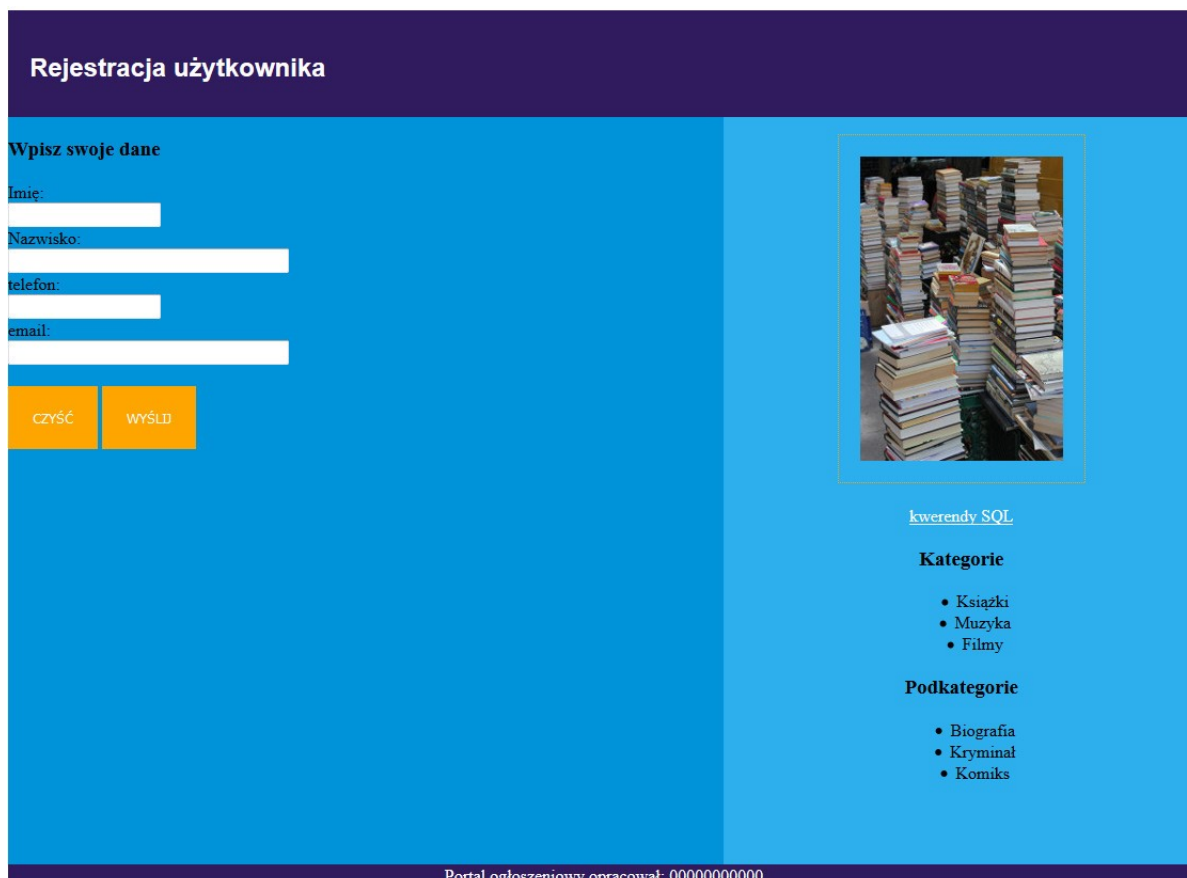 Rejestracja użytkownika
Wpisz swoje dane
Imię:
Nazwisko:
telefon:
email:
CZYŚĆ WYŚLIJ
kwerendy SQL
Kategorie
• Książki
• Muzyka
• Filmy
Podkategorie
• Biografia
• Kryminał
• Komiks
Portal ogłoszeniowy opracował: 00000000000